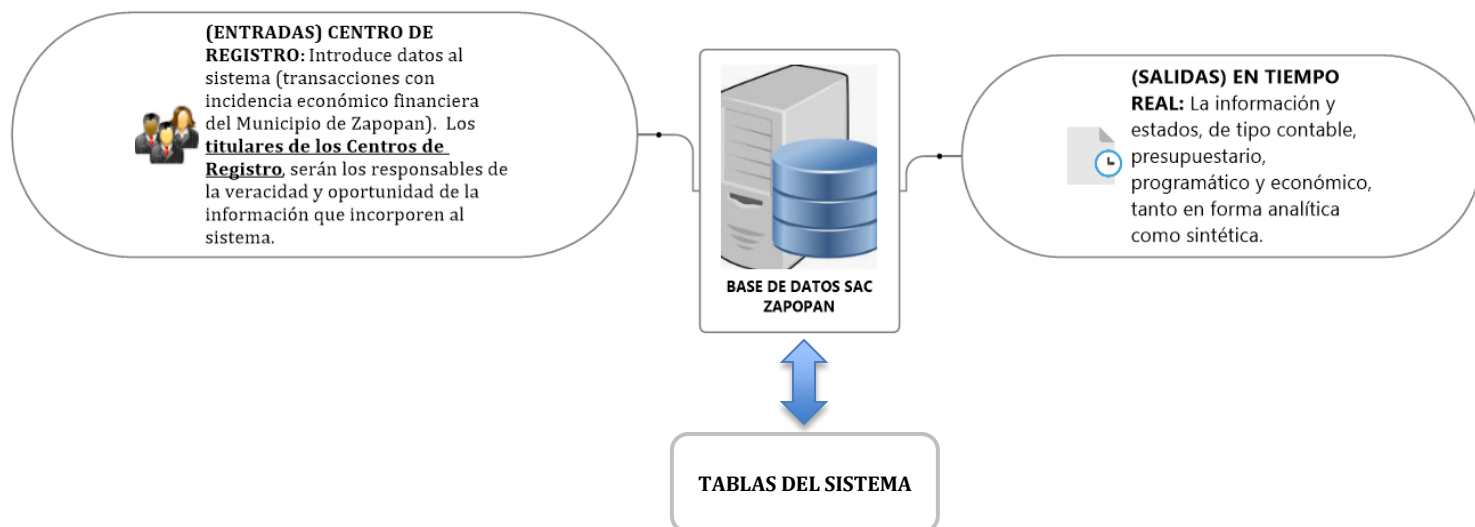 (ENTRADAS) CENTRO DE
REGISTRO: Introduce datos al
sistema (transacciones con
incidencia económico financiera
del Municipio de Zapopan). Los
titulares de los Centros de
Registro, serán los responsables de
la veracidad y oportunidad de la
información que incorporen al
sistema.
BASE DE DATOS SAC
ZAPOPAN
(SALIDAS) EN TIEMPO
REAL: La información y
estados, de tipo contable,
presupuestario,
programático y económico,
tanto en forma analítica
como sintética.
TABLAS DEL SISTEMA